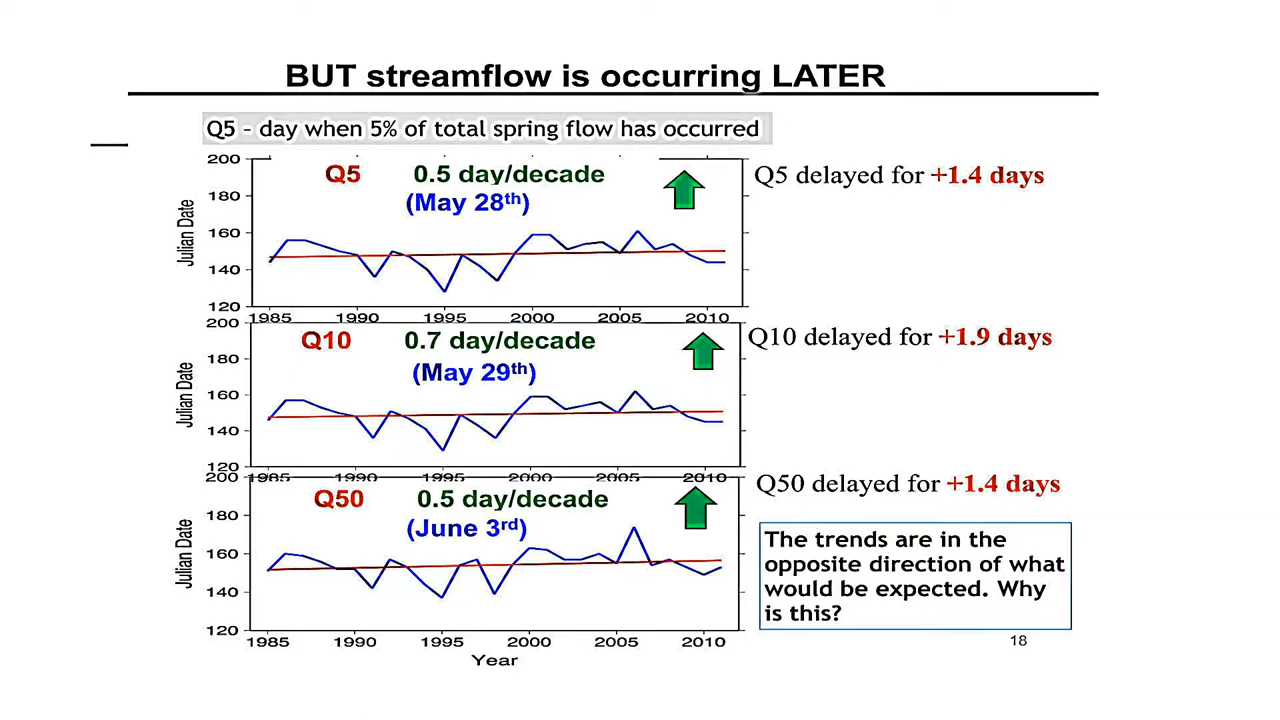 BUT streamflow is occurring LATER
Q5 – day when 5% of total spring flow has occurred
200
180
160
140
120
Julian Date
Q5 0.5 day/decade
(May 28th)
1985 1990 1995 2000 2005 2010
Q5 delayed for +1.4 days
200
180
160
140
120
Julian Date
Q10 0.7 day/decade
(May 29th)
1985 1990 1995 2000 2005 2010
Q10 delayed for +1.9 days
200
180
160
140
120
Julian Date
Q50 0.5 day/decade
(June 3rd)
1985 1990 1995 2000 2005 2010
Year
Q50 delayed for +1.4 days
The trends are in the
opposite direction of what
would be expected. Why
is this?
18